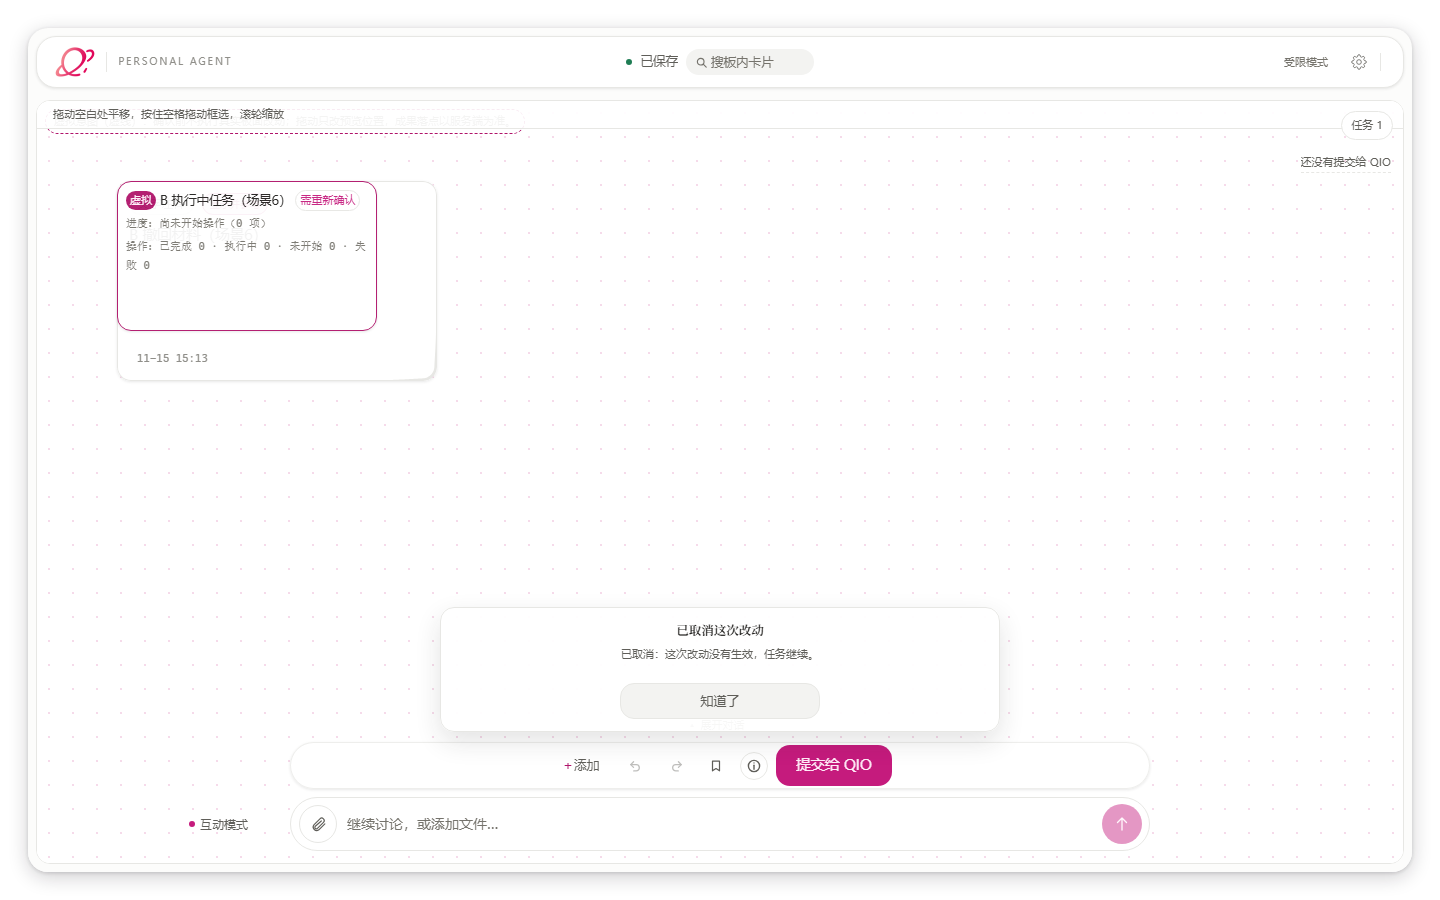 PERSONAL AGENT
已保存
搜板内卡片
受限模式
拖动空白处平移，按住空格拖动框选，滚轮缩放
任务 1
还没有提交给 QIO
虚拟 B 执行中任务（场景6） 需重新确认
进度：尚未开始操作（0 项）
操作：已完成 0 · 执行中 0 · 未开始 0 · 失
败 0
11-15 15:13
已取消这次改动
已取消：这次改动没有生效，任务继续。
知道了
+添加
提交给 QIO
互动模式
继续讨论，或添加文件...